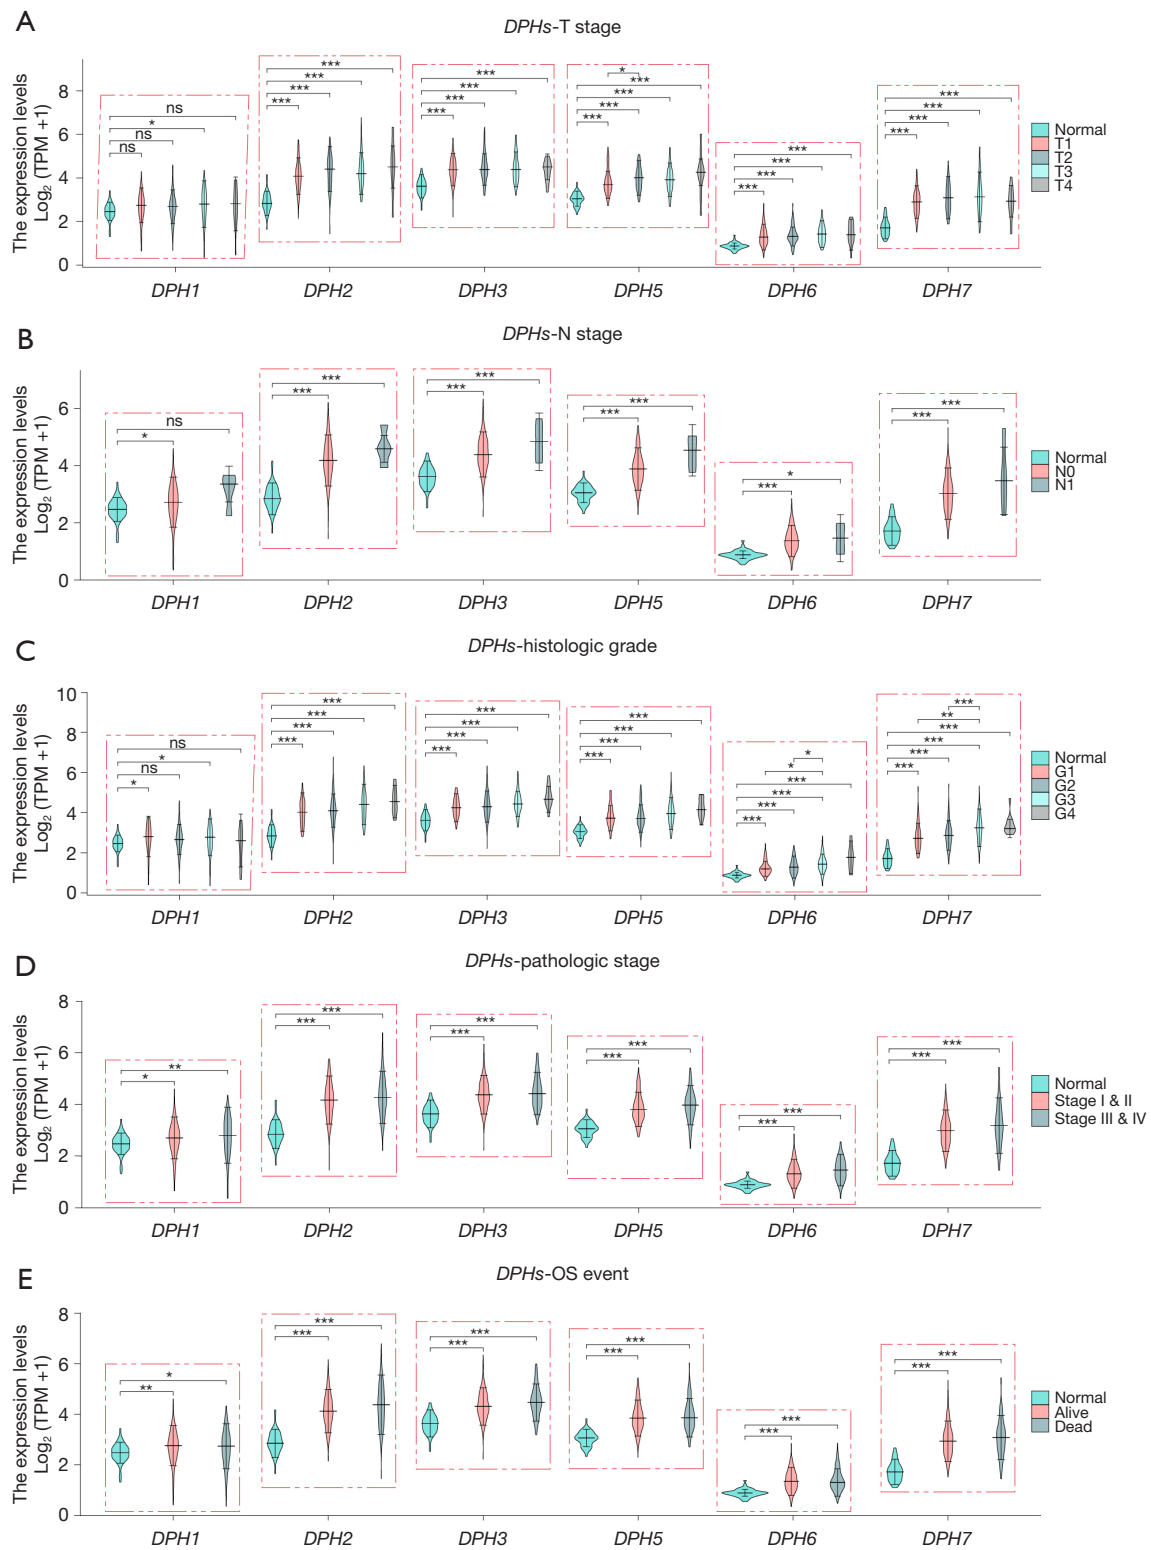 A
DPHs-T stage
The expression levels
Log₂ (TPM +1)
8
6
4
2
0
ns
*
ns
ns
***
***
***
***
***
***
***
***
*
***
***
***
***
***
***
***
***
***
***
***
***
Normal
T1
T2
T3
T4
DPH1 DPH2 DPH3 DPH5 DPH6 DPH7
B
DPHs-N stage
The expression levels
Log₂ (TPM +1)
6
4
2
0
ns
*
***
***
***
***
***
***
*
***
***
***
Normal
N0
N1
DPH1 DPH2 DPH3 DPH5 DPH6 DPH7
C
DPHs-histologic grade
The expression levels
Log₂ (TPM +1)
10
8
6
4
2
0
ns
*
ns
*
***
***
***
***
***
***
***
***
***
***
***
***
*
*
***
***
***
***
***
**
***
***
***
***
Normal
G1
G2
G3
G4
DPH1 DPH2 DPH3 DPH5 DPH6 DPH7
D
DPHs-pathologic stage
The expression levels
Log₂ (TPM +1)
8
6
4
2
0
**
*
***
***
***
***
***
***
***
***
***
***
Normal
Stage I & II
Stage III & IV
DPH1 DPH2 DPH3 DPH5 DPH6 DPH7
E
DPHs-OS event
The expression levels
Log₂ (TPM +1)
8
6
4
2
0
*
**
***
***
***
***
***
***
***
***
***
***
Normal
Alive
Dead
DPH1 DPH2 DPH3 DPH5 DPH6 DPH7